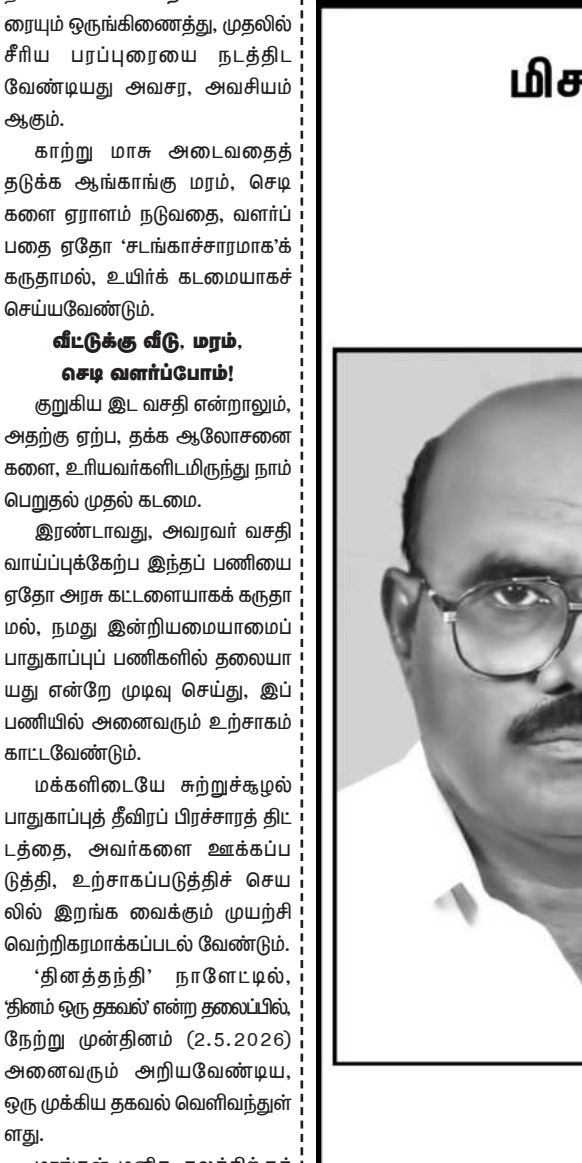 ரையும் ஒருங்கிணைத்து, முதலில்
சீரிய பரப்புரையை நடத்திட
வேண்டியது அவசர, அவசியம்
ஆகும்.
காற்று மாசு அடைவதைத்
தடுக்க ஆங்காங்கு மரம், செடி
களை ஏராளம் நடுவதை, வளர்ப்
பதை ஏதோ ‘சடங்காச்சாரமாக’க்
கருதாமல், உயிர்க் கடமையாகச்
செய்யவேண்டும்.
வீட்டுக்கு வீடு, மரம்,
செடி வளர்ப்போம்!
குறுகிய இட வசதி என்றாலும்,
அதற்கு ஏற்ப, தக்க ஆலோசனை
களை, உரியவர்களிடமிருந்து நாம்
பெறுதல் முதல் கடமை.
இரண்டாவது, அவரவர் வசதி
வாய்ப்புக்கேற்ப இந்தப் பணியை
ஏதோ அரசு கட்டளையாகக் கருதா
மல், நமது இன்றியமையாமைப்
பாதுகாப்புப் பணிகளில் தலையா
யது என்றே முடிவு செய்து, இப்
பணியில் அனைவரும் உற்சாகம்
காட்டவேண்டும்.
மக்களிடையே சுற்றுச்சூழல்
பாதுகாப்புத் தீவிரப் பிரச்சாரத் திட்
டத்தை, அவர்களை ஊக்கப்ப
டுத்தி, உற்சாகப்படுத்திச் செய
லில் இறங்க வைக்கும் முயற்சி
வெற்றிகரமாக்கப்படல் வேண்டும்.
‘தினத்தந்தி’ நாளேட்டில்,
‘தினம் ஒரு தகவல்’ என்ற தலைப்பில்,
நேற்று முன்தினம் (2.5.2026)
அனைவரும் அறியவேண்டிய,
ஒரு முக்கிய தகவல் வெளிவந்துள்
ளது.
மிச